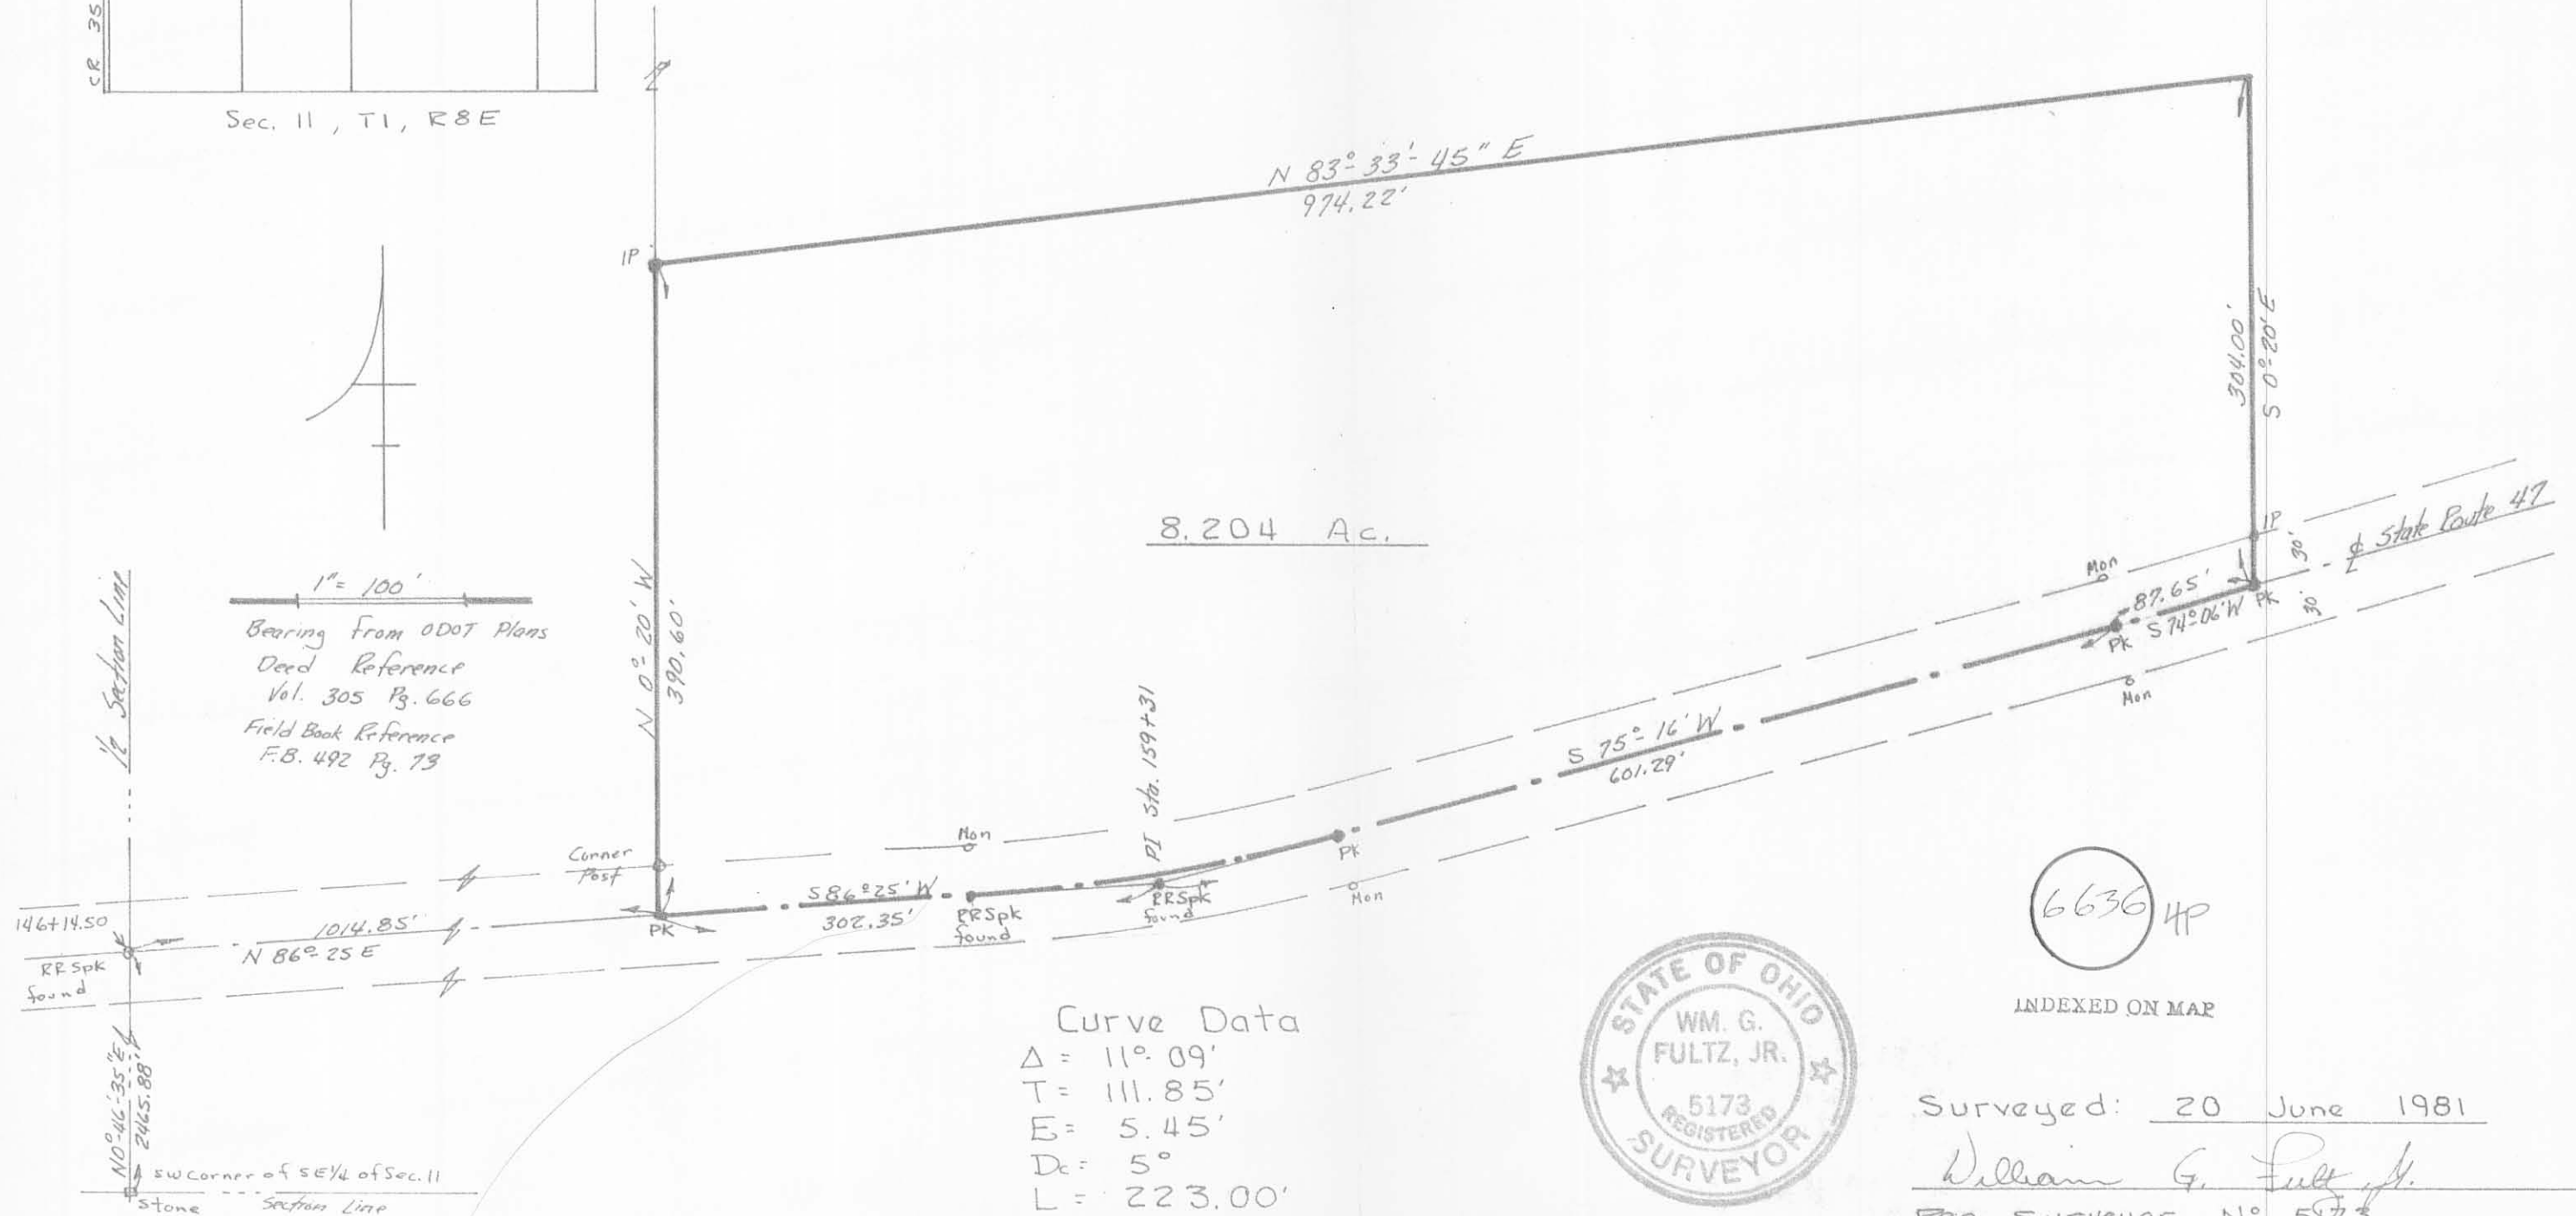 CR 35
Sec. 11, T1, R8E
N 83°-33'-45" E
974.22'
IP
304.00'
S 0°-20' E
8.204 Ac.
N 0°-20' W
390.60'
1"= 100'
Bearing from ODOT Plans
Deed Reference
Vol. 305 Pg. 666
Field Book Reference
F.B. 492 Pg. 73
1/2 Section Line
IP
30'
℄ State Route 47
30'
Mon
87.65'
S 74°-06' W
PK
PK
Mon
S 75°-16' W
601.29'
PI Sta. 159+31
PK
Mon
Mon
Corner
Post
S 86°25' W
302.35'
RRSpk
found
RRSpk
found
PK
146+14.50
1014.85'
N 86°-25 E
RRSpk
found
N0°-46'-35"E
2465.88'
SW corner of SE1/4 of Sec. 11
Stone
Section Line
Curve Data
Δ = 11°-09'
T = 111.85'
E = 5.45'
Dc = 5°
L = 223.00'
STATE OF OHIO
WM. G.
FULTZ, JR.
5173
REGISTERED
SURVEYOR
6636
4P
INDEXED ON MAP
Surveyed: 20 June 1981
William G. Fultz, Jr.